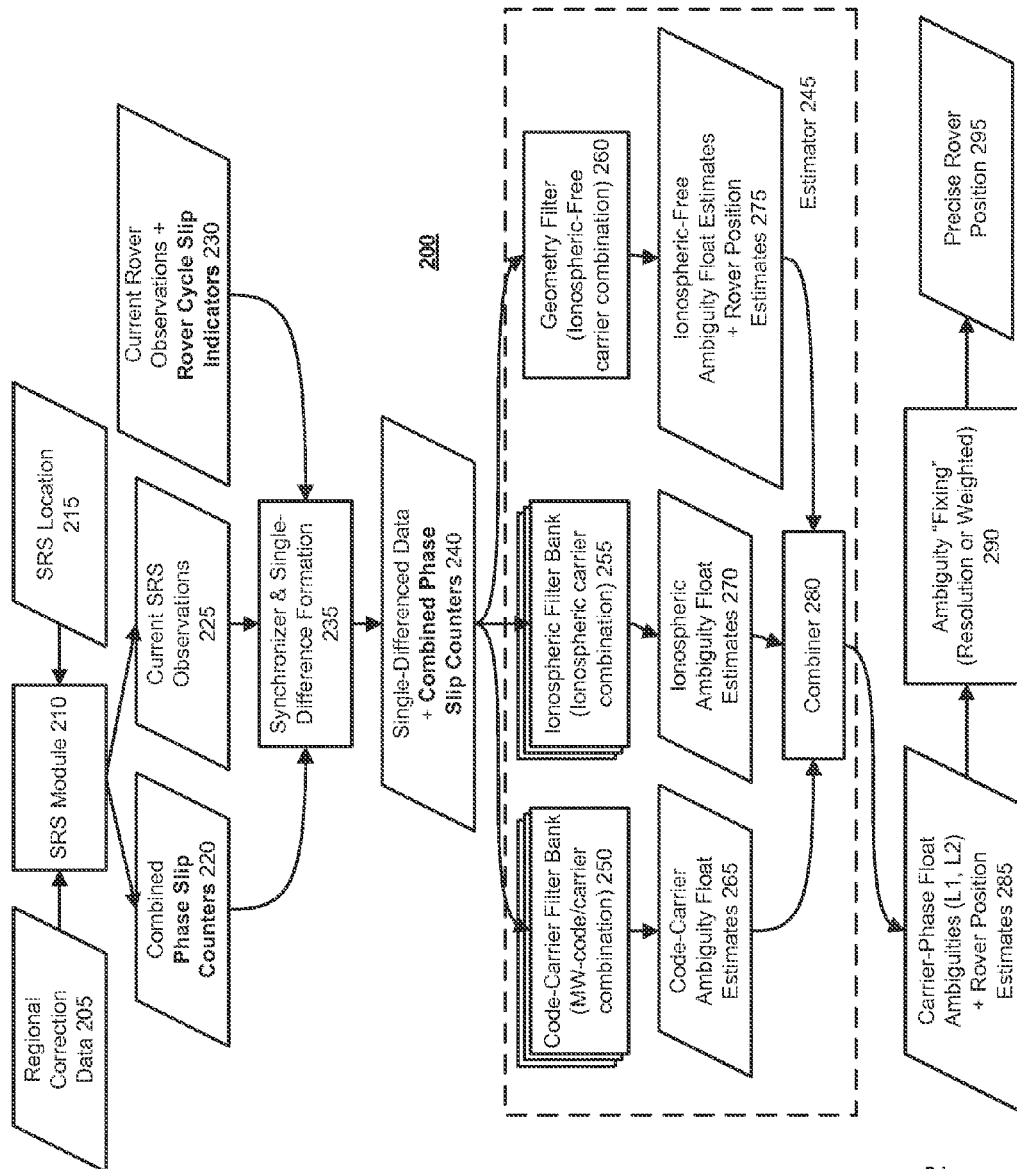 Regional
Correction
Data 205
SRS Module 210
SRS Location
215
Combined
Phase Slip
Counters 220
Current SRS
Observations
225
Current Rover
Observations +
Rover Cycle Slip
Indicators 230
Synchronizer & Single-
Difference Formation
235
200
Single-Differenced Data
+ Combined Phase
Slip Counters 240
Code-Carrier Filter Bank
(MW-code/carrier
combination) 250
Ionospheric Filter Bank
(Ionospheric carrier
combination) 255
Geometry Filter
(Ionospheric-Free
carrier combination) 260
Code-Carrier
Ambiguity Float
Estimates 265
Ionospheric
Ambiguity Float
Estimates 270
Ionospheric-Free
Ambiguity Float Estimates
+ Rover Position
Estimates 275
Combiner 280
Estimator 245
Carrier-Phase Float
Ambiguities (L1, L2)
+ Rover Position
Estimates 285
Ambiguity "Fixing"
(Resolution or Weighted)
290
Precise Rover
Position 295